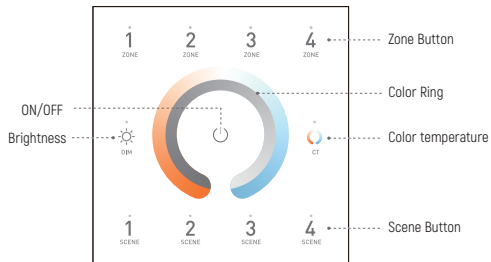 1 2 3 4
ZONE ZONE ZONE ZONE
Zone Button
Color Ring
ON/OFF
Brightness
DIM
CT
Color temperature
1 2 3 4
SCENE SCENE SCENE SCENE
Scene Button